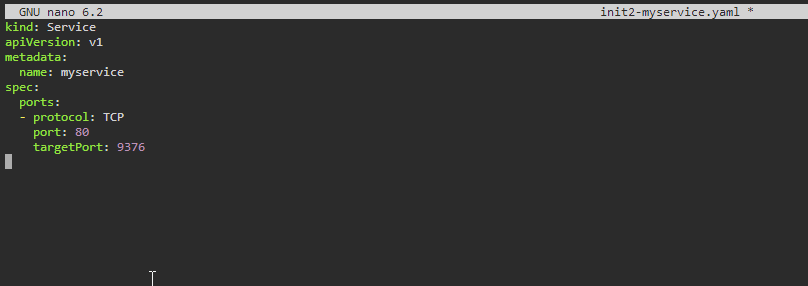 GNU nano 6.2 init2-myservice.yaml *
kind: Service
apiVersion: v1
metadata:
  name: myservice
spec:
  ports:
  - protocol: TCP
    port: 80
    targetPort: 9376